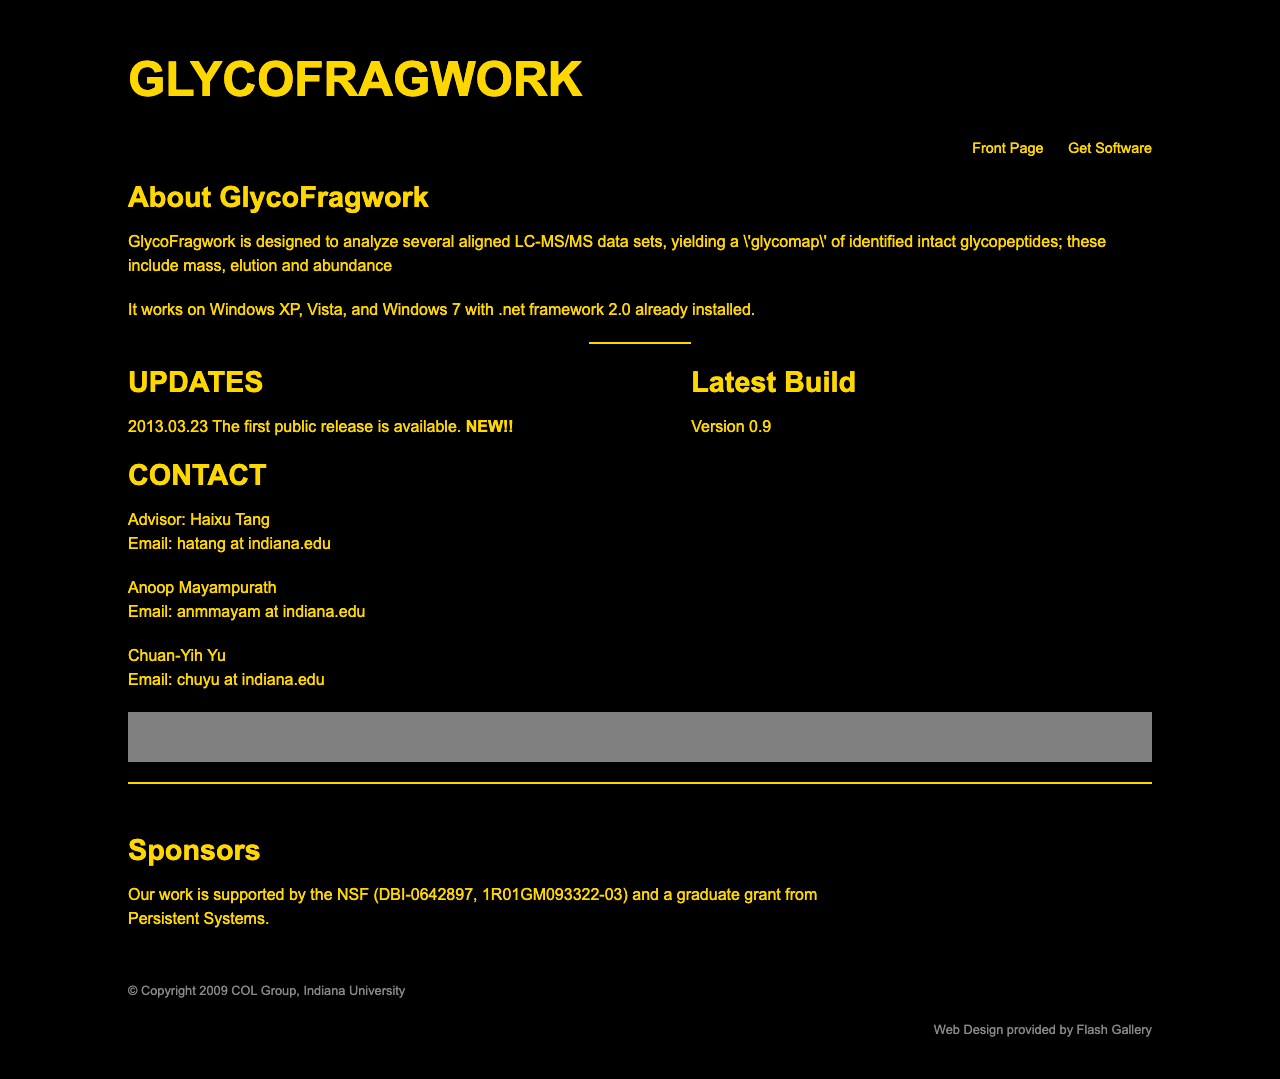 GLYCOFRAGWORK
Front Page Get Software
About GlycoFragwork
GlycoFragwork is designed to analyze several aligned LC-MS/MS data sets, yielding a \'glycomap\' of identified intact glycopeptides; these
include mass, elution and abundance
It works on Windows XP, Vista, and Windows 7 with .net framework 2.0 already installed.
UPDATES
2013.03.23 The first public release is available. NEW!!
Latest Build
Version 0.9
CONTACT
Advisor: Haixu Tang
Email: hatang at indiana.edu
Anoop Mayampurath
Email: anmmayam at indiana.edu
Chuan-Yih Yu
Email: chuyu at indiana.edu
Sponsors
Our work is supported by the NSF (DBI-0642897, 1R01GM093322-03) and a graduate grant from
Persistent Systems.
© Copyright 2009 COL Group, Indiana University
Web Design provided by Flash Gallery